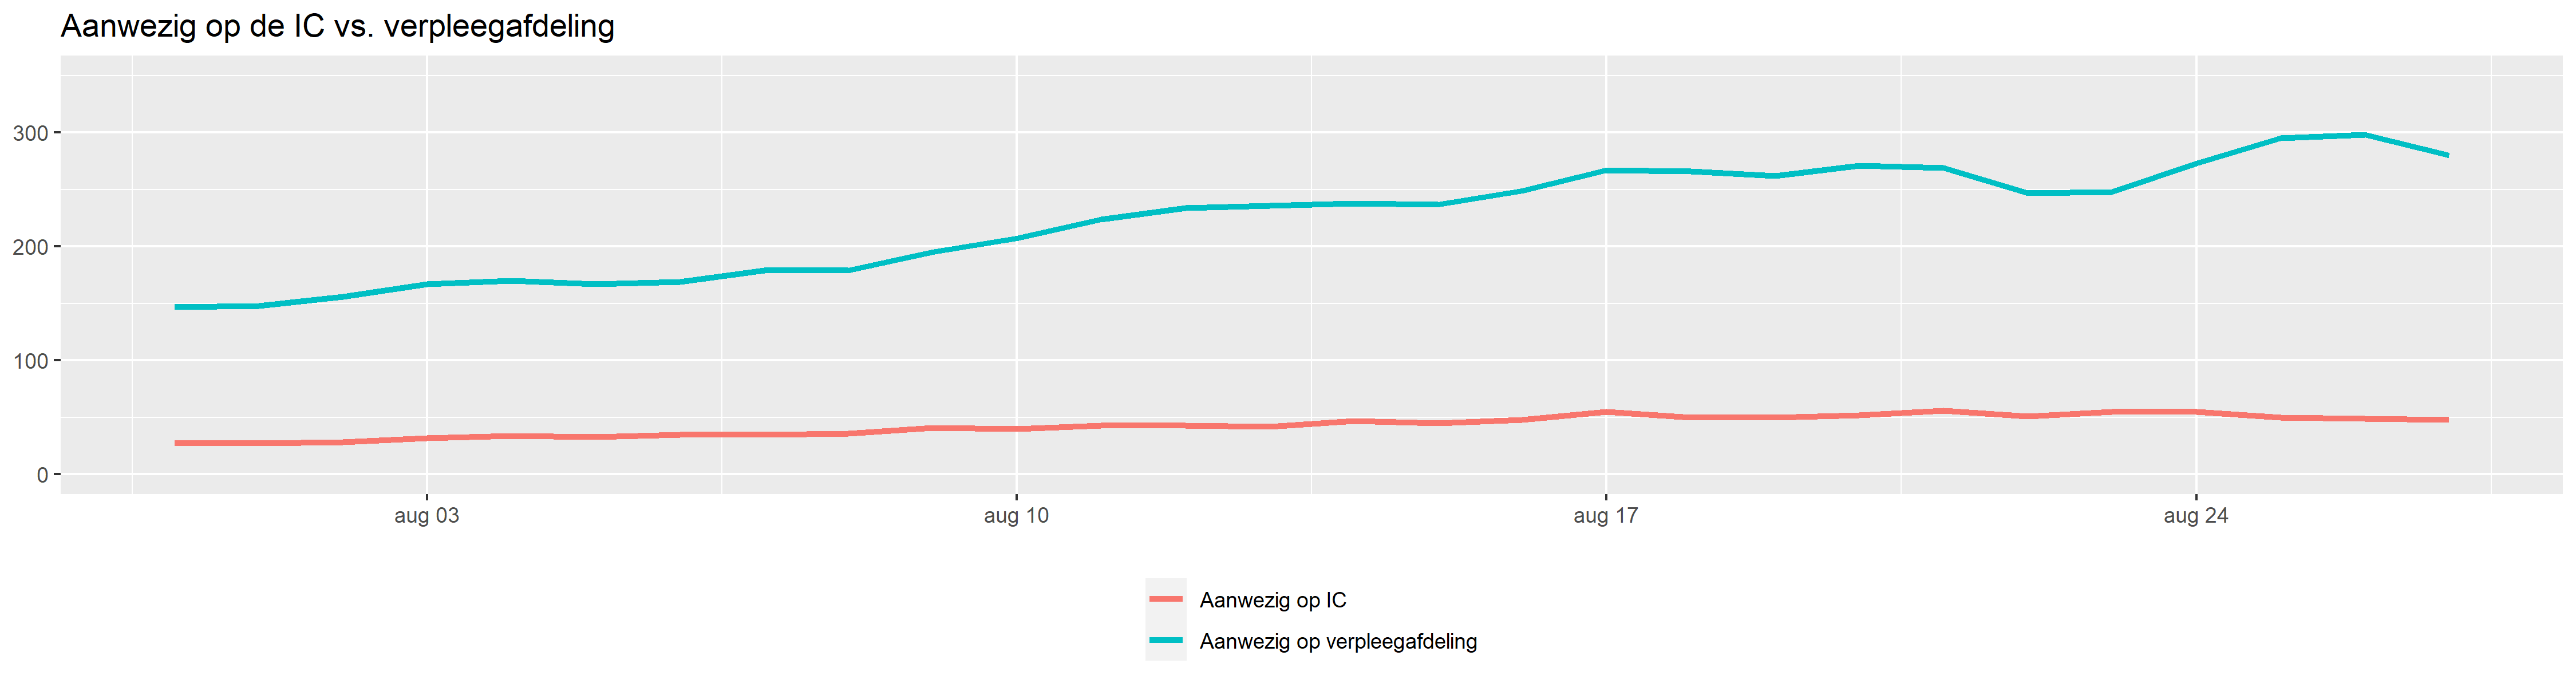 Aanwezig op de IC vs. verpleegafdeling
300
200
100
0
aug 03
aug 10
aug 17
aug 24
Aanwezig op IC
Aanwezig op verpleegafdeling